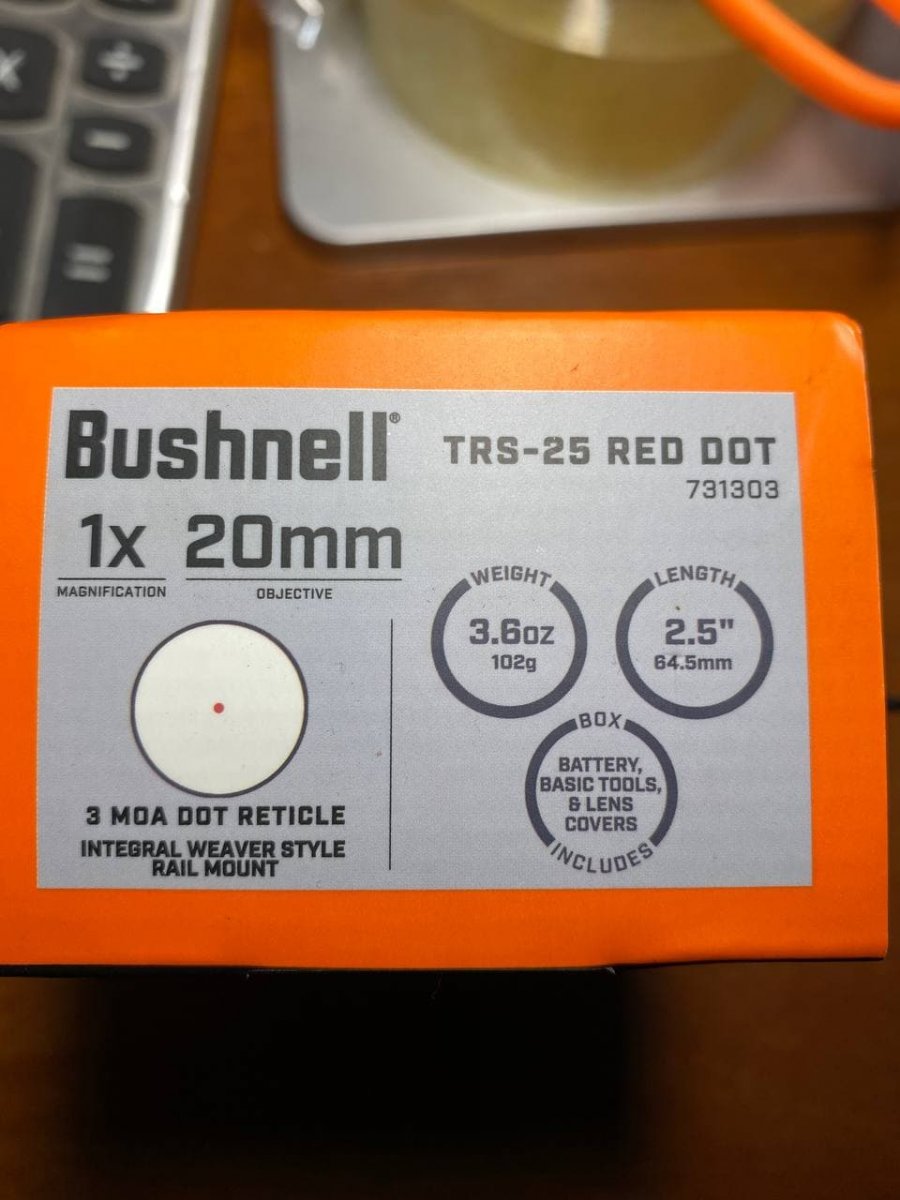 Bushnell®
TRS-25 RED DOT
731303
1x 20mm
MAGNIFICATION OBJECTIVE
3 MOA DOT RETICLE
INTEGRAL WEAVER STYLE
RAIL MOUNT
WEIGHT
3.6oz
102g
LENGTH
2.5"
64.5mm
BOX
BATTERY,
BASIC TOOLS,
& LENS
COVERS
INCLUDES
X
÷
-
=